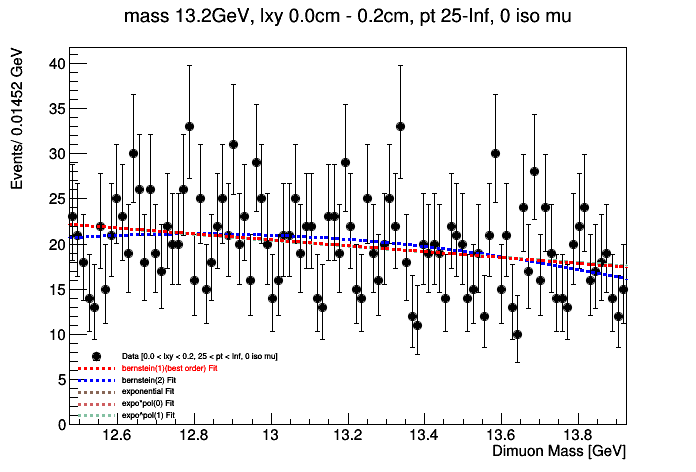 mass 13.2GeV, lxy 0.0cm - 0.2cm, pt 25-Inf, 0 iso mu
Events/ 0.01452 GeV
40
35
30
25
20
15
10
5
0
Data [0.0 < lxy < 0.2, 25 < pt < Inf, 0 iso mu]
bernstein(1)(best order) Fit
bernstein(2) Fit
exponential Fit
expo*pol(0) Fit
expo*pol(1) Fit
12.6 12.8 13 13.2 13.4 13.6 13.8
Dimuon Mass [GeV]